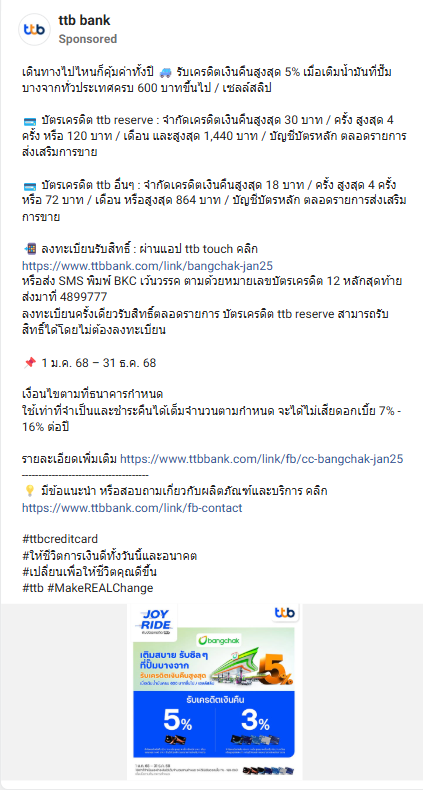 ttb bank
Sponsored
เดินทางไปไหนก็คุ้มค่าทั้งปี 🚙 รับเครดิตเงินคืนสูงสุด 5% เมื่อเติมน้ำมันที่ปั๊ม
บางจากทั่วประเทศครบ 600 บาทขึ้นไป / เซลล์สลิป
💳 บัตรเครดิต ttb reserve : จำกัดเครดิตเงินคืนสูงสุด 30 บาท / ครั้ง สูงสุด 4
ครั้ง หรือ 120 บาท / เดือน และสูงสุด 1,440 บาท / บัญชีบัตรหลัก ตลอดรายการ
ส่งเสริมการขาย
💳 บัตรเครดิต ttb อื่นๆ : จำกัดเครดิตเงินคืนสูงสุด 18 บาท / ครั้ง สูงสุด 4 ครั้ง
หรือ 72 บาท / เดือน หรือสูงสุด 864 บาท / บัญชีบัตรหลัก ตลอดรายการส่งเสริม
การขาย
📲 ลงทะเบียนรับสิทธิ์ : ผ่านแอป ttb touch คลิก
https://www.ttbbank.com/link/bangchak-jan25
หรือส่ง SMS พิมพ์ BKC เว้นวรรค ตามด้วยหมายเลขบัตรเครดิต 12 หลักสุดท้าย
ส่งมาที่ 4899777
ลงทะเบียนครั้งเดียวรับสิทธิ์ตลอดรายการ บัตรเครดิต ttb reserve สามารถรับ
สิทธิ์ได้โดยไม่ต้องลงทะเบียน
📌 1 ม.ค. 68 – 31 ธ.ค. 68
เงื่อนไขตามที่ธนาคารกำหนด
ใช้เท่าที่จำเป็นและชำระคืนได้เต็มจำนวนตามกำหนด จะได้ไม่เสียดอกเบี้ย 7% -
16% ต่อปี
รายละเอียดเพิ่มเติม https://www.ttbbank.com/link/fb/cc-bangchak-jan25
--------------------------------------
💡 มีข้อแนะนำ หรือสอบถามเกี่ยวกับผลิตภัณฑ์และบริการ คลิก
https://www.ttbbank.com/link/fb-contact
#ttbcreditcard
#ให้ชีวิตการเงินดีทั้งวันนี้และอนาคต
#เปลี่ยนเพื่อให้ชีวิตคุณดีขึ้น
#ttb #MakeREALChange
JOY
RIDE
ttb
bangchak
เติมสบาย รับชิลๆ
ที่ปั๊มบางจาก
รับเครดิตเงินคืนสูงสุด
5%
รับเครดิตเงินคืน
5%
3%